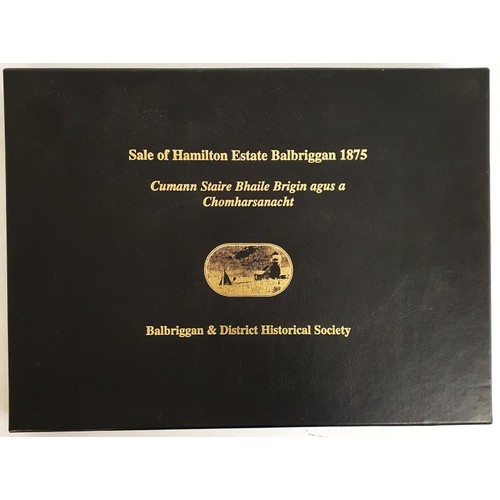 Sale of Hamilton Estate Balbriggan 1875
Cumann Staire Bhaile Brigin agus a
Chomharsanacht
Balbriggan & District Historical Society